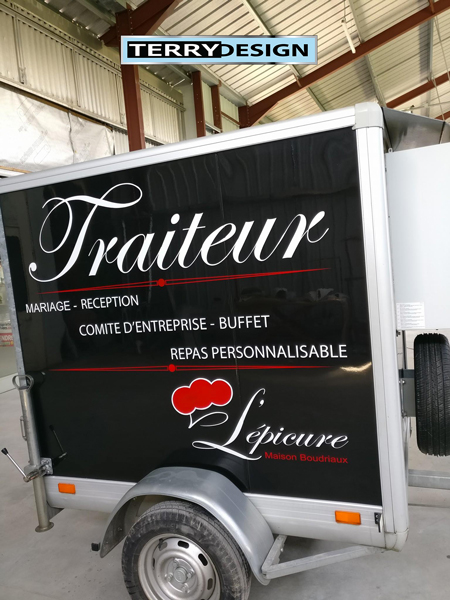 TERRYDESIGN
Traiteur
MARIAGE - RECEPTION
COMITE D'ENTREPRISE - BUFFET
REPAS PERSONNALISABLE
L'épicure
Maison Boudriaux